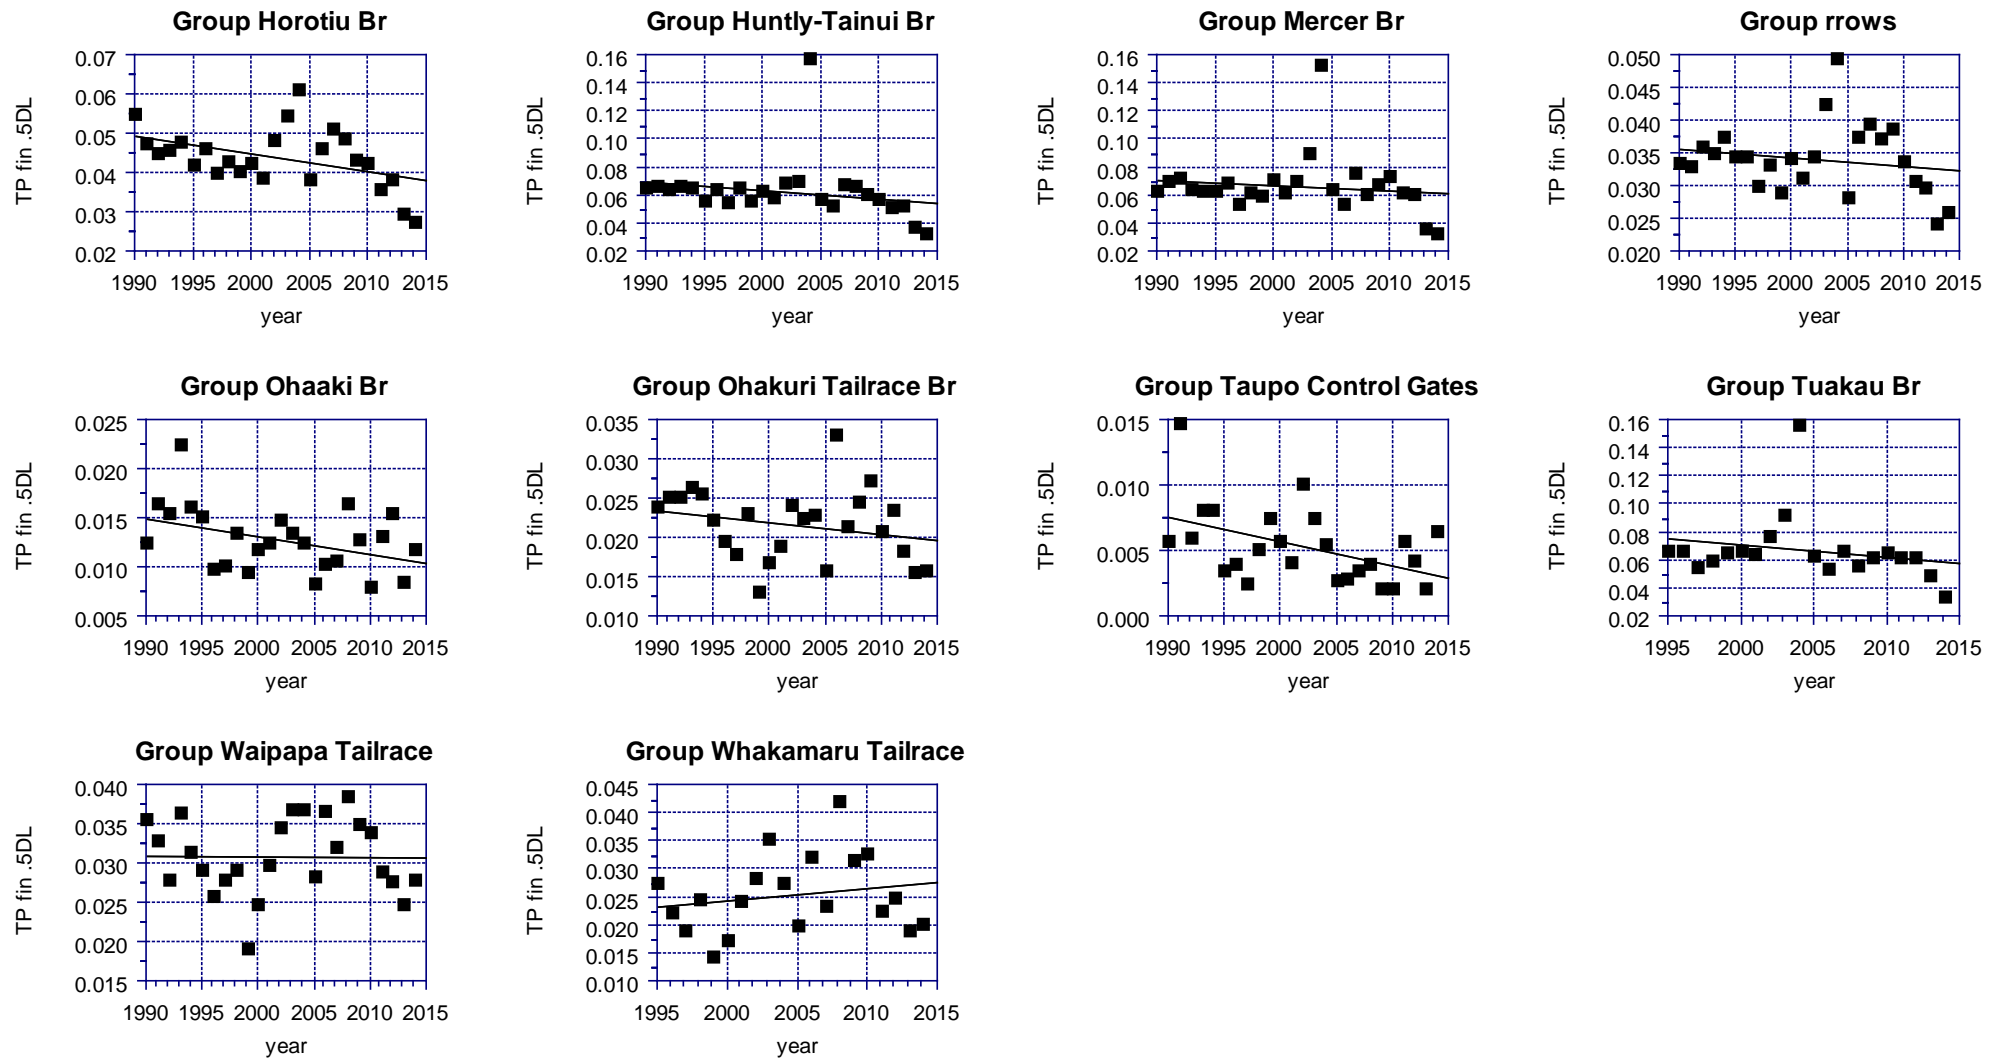 Group Horotiu Br
TP fin .5DL
0.07
0.06
0.05
0.04
0.03
0.02
1990 1995 2000 2005 2010 2015
year
Group Huntly-Tainui Br
TP fin .5DL
0.16
0.14
0.12
0.10
0.08
0.06
0.04
0.02
1990 1995 2000 2005 2010 2015
year
Group Mercer Br
TP fin .5DL
0.16
0.14
0.12
0.10
0.08
0.06
0.04
0.02
1990 1995 2000 2005 2010 2015
year
Group rrows
TP fin .5DL
0.050
0.045
0.040
0.035
0.030
0.025
0.020
1990 1995 2000 2005 2010 2015
year
Group Ohaaki Br
TP fin .5DL
0.025
0.020
0.015
0.010
0.005
1990 1995 2000 2005 2010 2015
year
Group Ohakuri Tailrace Br
TP fin .5DL
0.035
0.030
0.025
0.020
0.015
0.010
1990 1995 2000 2005 2010 2015
year
Group Taupo Control Gates
TP fin .5DL
0.015
0.010
0.005
0.000
1990 1995 2000 2005 2010 2015
year
Group Tuakau Br
TP fin .5DL
0.16
0.14
0.12
0.10
0.08
0.06
0.04
0.02
1995 2000 2005 2010 2015
year
Group Waipapa Tailrace
TP fin .5DL
0.040
0.035
0.030
0.025
0.020
0.015
1990 1995 2000 2005 2010 2015
year
Group Whakamaru Tailrace
TP fin .5DL
0.045
0.040
0.035
0.030
0.025
0.020
0.015
0.010
1995 2000 2005 2010 2015
year